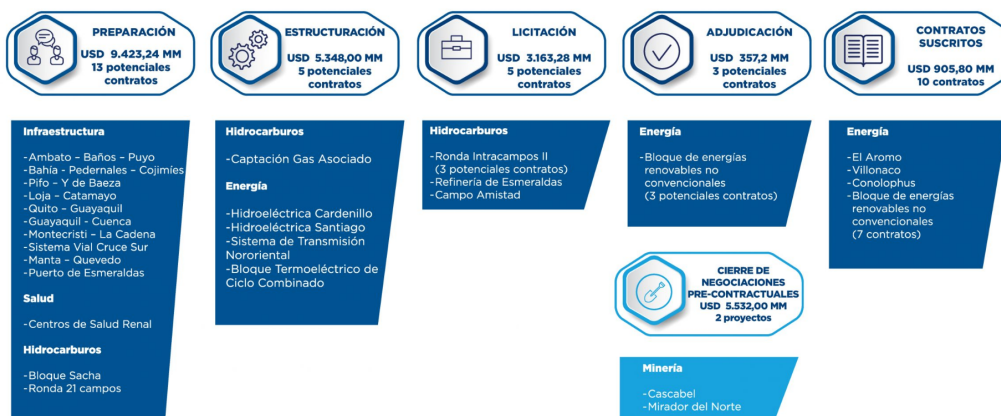 PREPARACIÓN
USD 9.423,24 MM
13 potenciales
contratos
Infraestructura
-Ambato – Baños – Puyo
-Bahía - Pedernales – Cojimíes
-Pifo – Y de Baeza
-Loja – Catamayo
-Quito – Guayaquil
-Guayaquil - Cuenca
-Montecristi – La Cadena
-Sistema Vial Cruce Sur
-Manta – Quevedo
-Puerto de Esmeraldas
Salud
-Centros de Salud Renal
Hidrocarburos
-Bloque Sacha
-Ronda 21 campos
ESTRUCTURACIÓN
USD 5.348,00 MM
5 potenciales
contratos
Hidrocarburos
-Captación Gas Asociado
Energía
-Hidroeléctrica Cardenillo
-Hidroeléctrica Santiago
-Sistema de Transmisión
Nororiental
-Bloque Termoeléctrico de
Ciclo Combinado
LICITACIÓN
USD 3.163,28 MM
5 potenciales
contratos
Hidrocarburos
-Ronda Intracampos II
(3 potenciales contratos)
-Refinería de Esmeraldas
-Campo Amistad
ADJUDICACIÓN
USD 357,2 MM
3 potenciales
contratos
Energía
-Bloque de energías
renovables no
convencionales
(3 potenciales contratos)
CIERRE DE
NEGOCIACIONES
PRE-CONTRACTUALES
USD 5.532,00 MM
2 proyectos
Minería
-Cascabel
-Mirador del Norte
CONTRATOS
SUSCRITOS
USD 905,80 MM
10 contratos
Energía
-El Aromo
-Villonaco
-Conolophus
-Bloque de energías
renovables no
convencionales
(7 contratos)